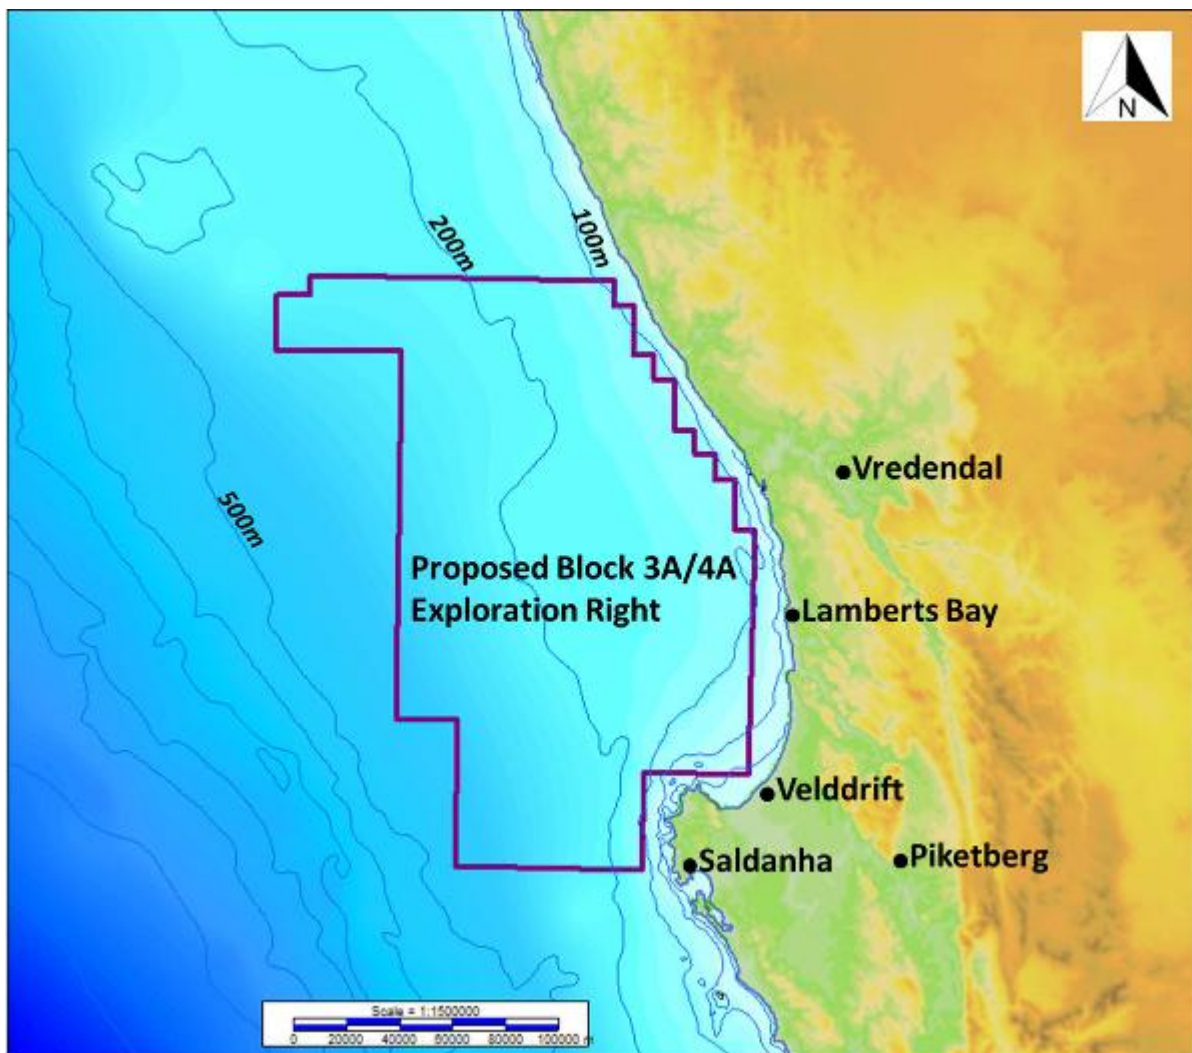 N
200m
100m
Vredendal
500m
Proposed Block 3A/4A
Exploration Right
Lamberts Bay
Velddrift
Saldanha
Piketberg
Scale = 1:1500000
0 20000 40000 60000 80000 100000 m